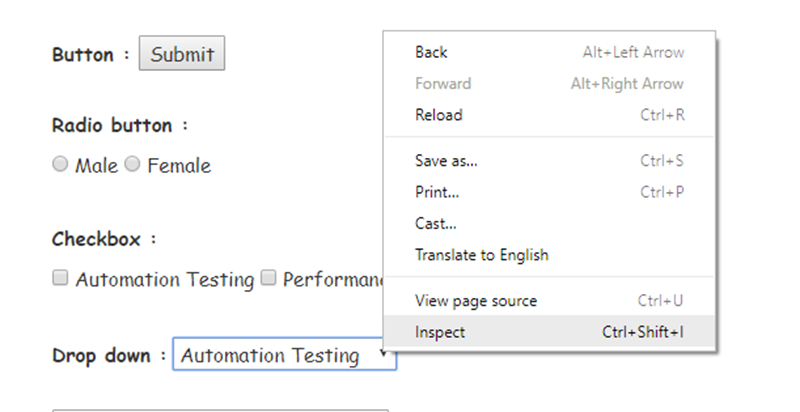 Button : Submit
Radio button :
Male Female
Checkbox :
Automation Testing
Drop down : Automation Testing
Back Alt+Left Arrow
Forward Alt+Right Arrow
Reload Ctrl+R
Save as... Ctrl+S
Print... Ctrl+P
Cast...
Translate to English
View page source Ctrl+U
Inspect Ctrl+Shift+I